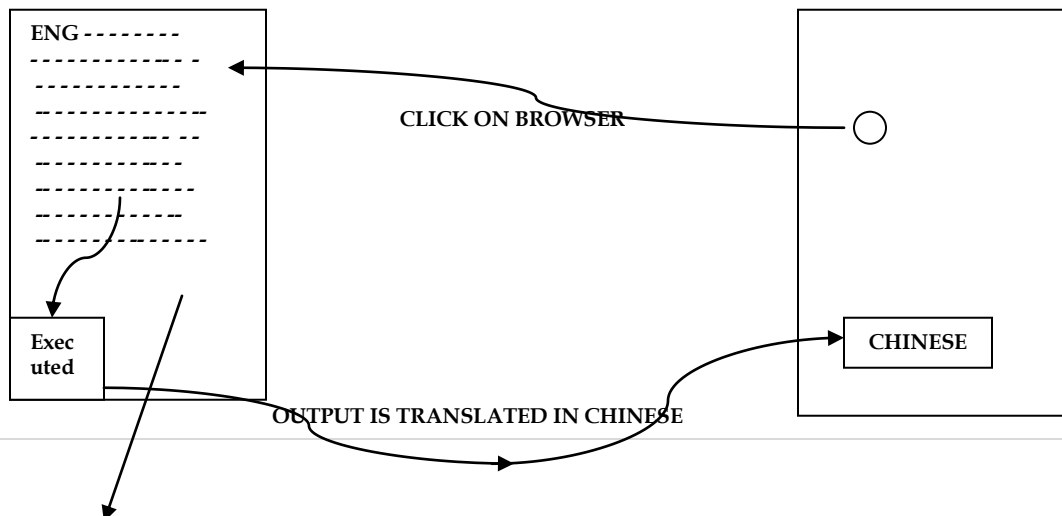 ENG - - - - - - - -
- - - - - - - - - - -- - -
- - - - - - - - - - - -
-- - - - - - - - - - - - --
- - - - - - - - - -- - -- --
-- - - - - - - - -- - -
-- - - - - - - - -- - - -
-- - - - - - - - - - --
-- - - - - - - -- - - - - -
CLICK ON BROWSER
Exec
uted
CHINESE
OUTPUT IS TRANSLATED IN CHINESE